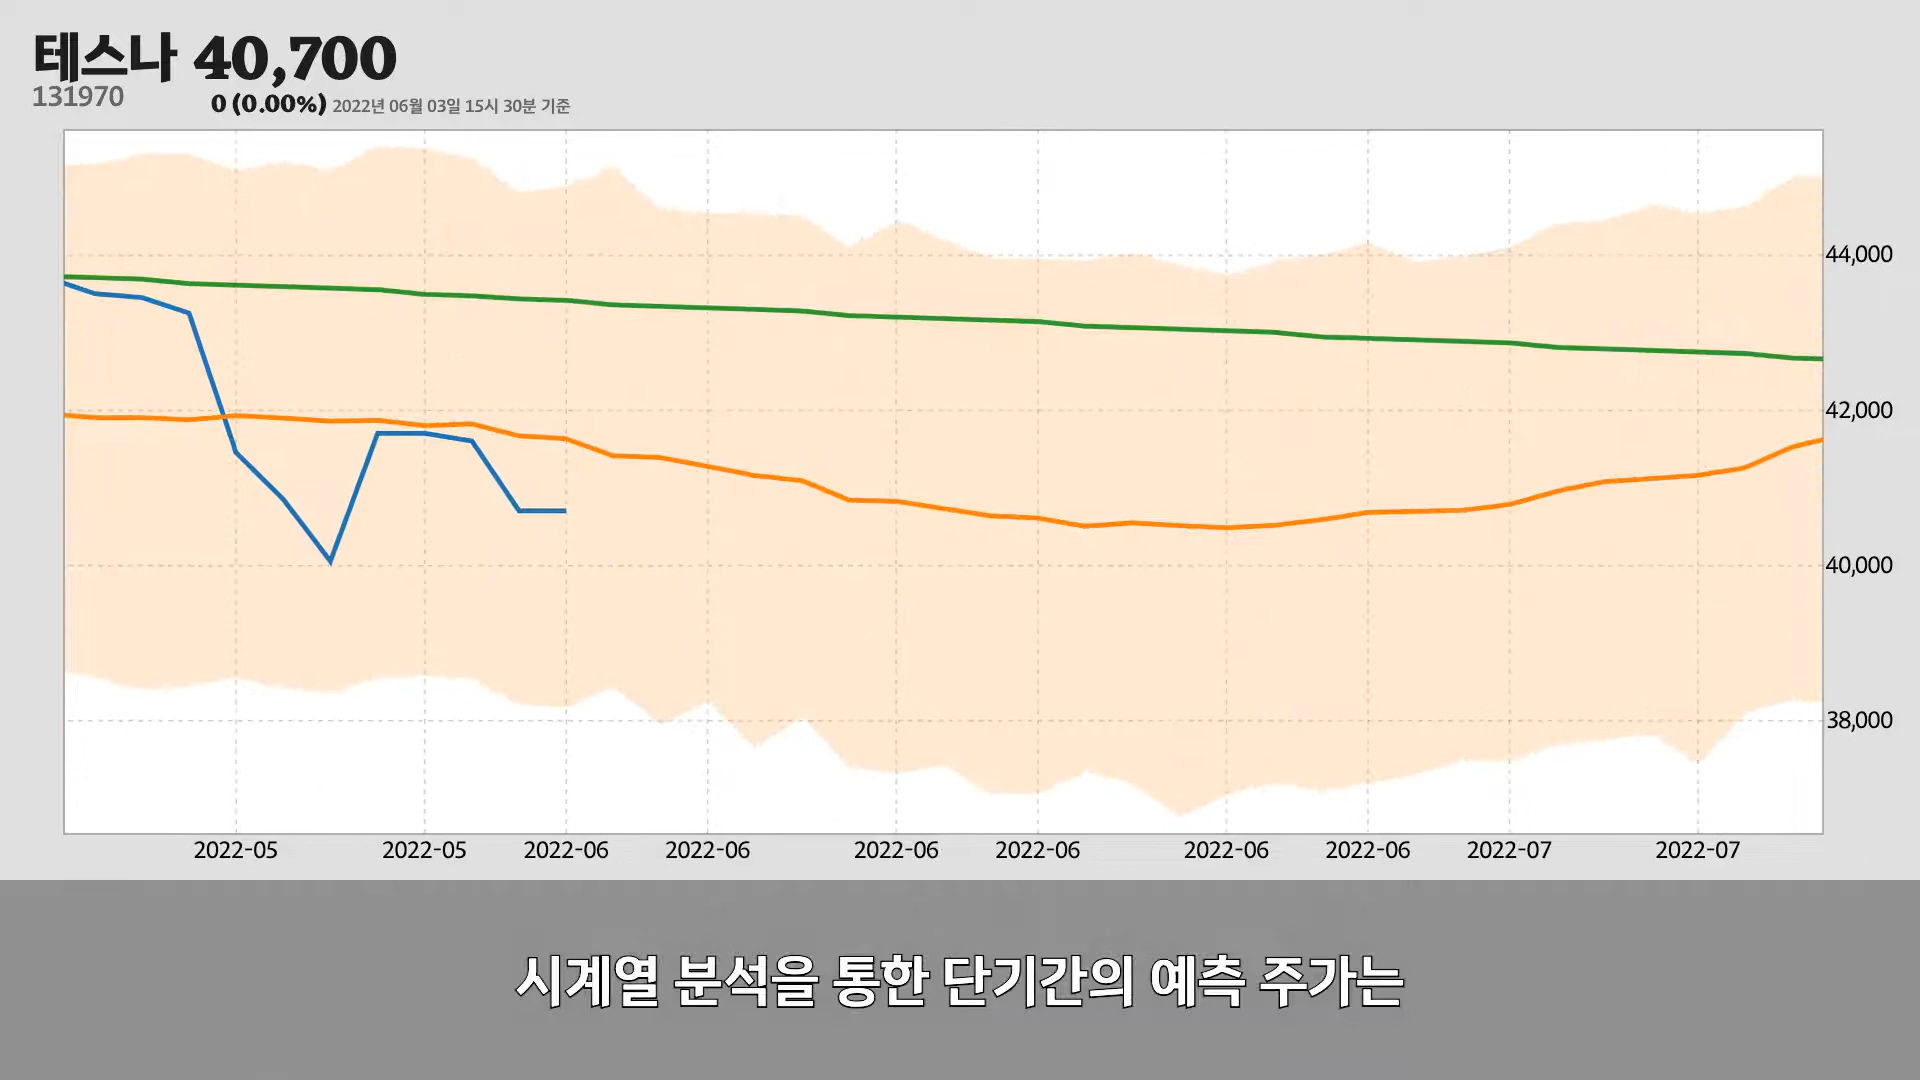 테스나 40,700
131970
0 (0.00%) 2022년 06월 03일 15시 30분 기준
44,000
42,000
40,000
38,000
2022-05 2022-05 2022-06 2022-06 2022-06 2022-06 2022-06 2022-06 2022-07 2022-07
시계열 분석을 통한 단기간의 예측 주가는